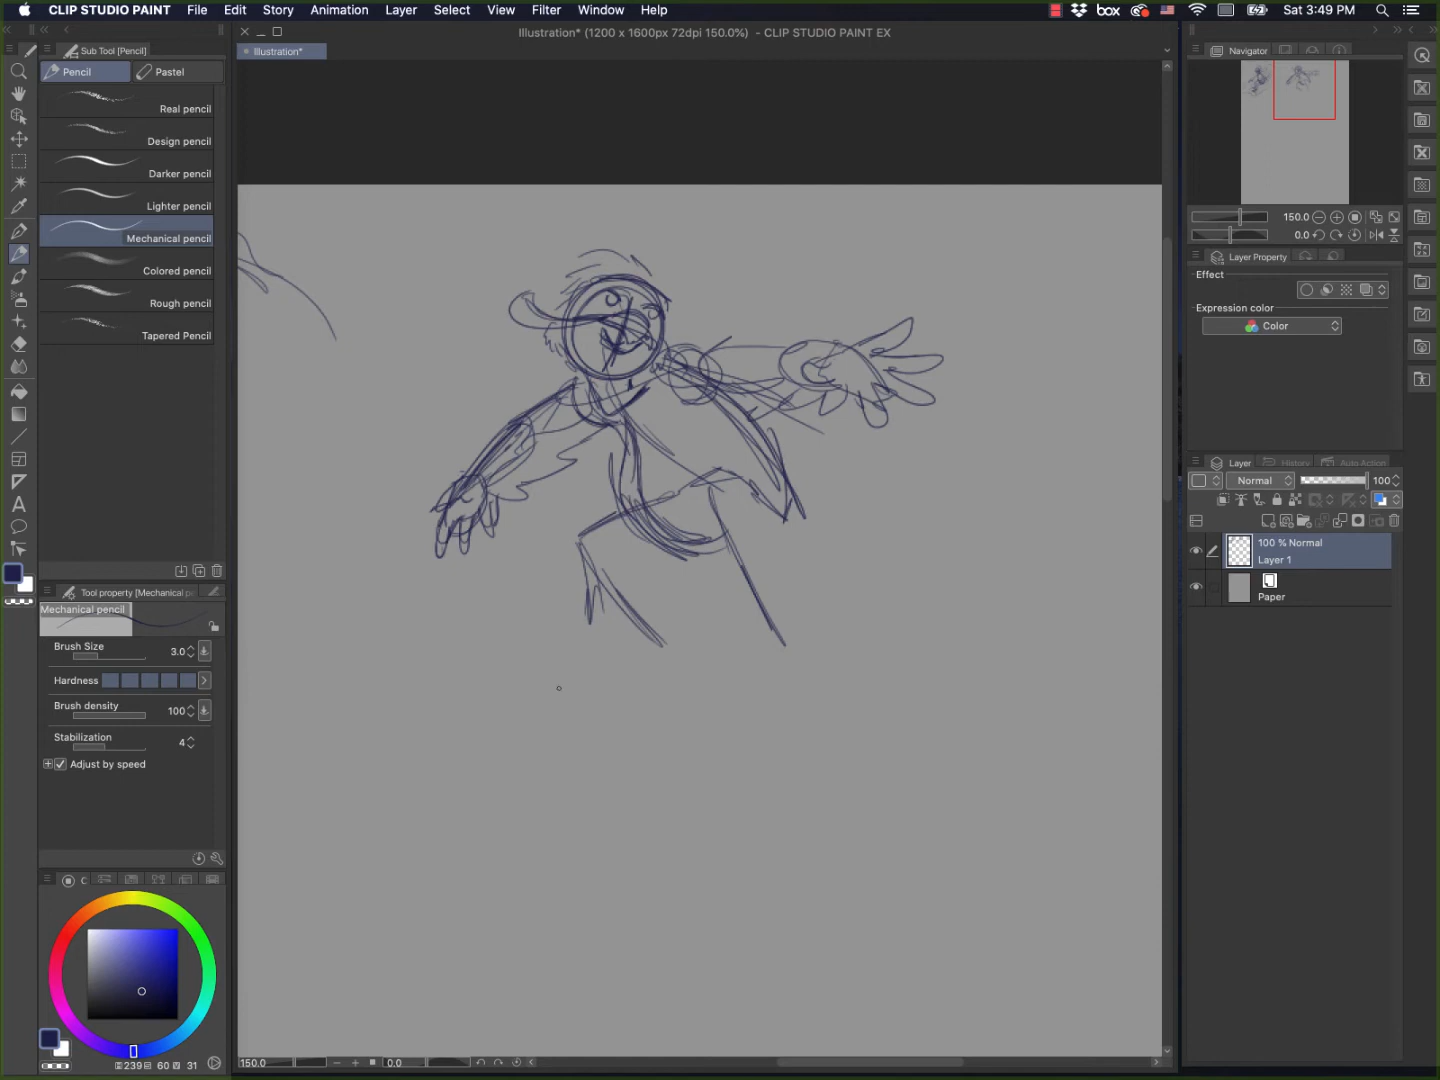 CLIP STUDIO PAINT File Edit Story Animation Layer Select View Filter Window Help box Sat 3:49 PM
Illustration* (1200 x 1600px 72dpi 150.0%) - CLIP STUDIO PAINT EX
Sub Tool [Pencil]
Illustration*
Navigator
Pencil
Pastel
Real pencil
Design pencil
Darker pencil
Lighter pencil
Mechanical pencil
Colored pencil
Rough pencil
Tapered Pencil
150.0
0.0
Layer Property
Effect
Expression color
Color
Layer
History
Auto Action
Normal
100
100 % Normal
Layer 1
Paper
Tool property [Mechanical
Mechanical pencil
Brush Size
3.0
Hardness
Brush density
100
Stabilization
4
Adjust by speed
239 60 V 31
150.0
0.0